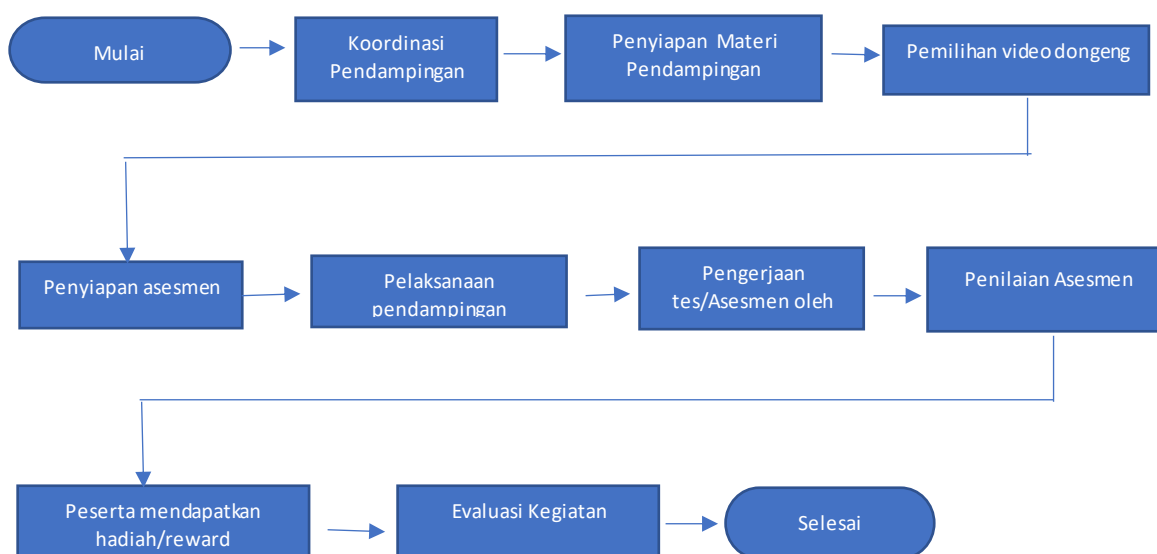 Mulai
Koordinasi
Pendampingan
Penyiapan Materi
Pendampingan
Pemilihan video dongeng
Penyiapan asesmen
Pelaksanaan
pendampingan
Pengerjaan
tes/Asesmen oleh
Penilaian Asesmen
Peserta mendapatkan
hadiah/reward
Evaluasi Kegiatan
Selesai